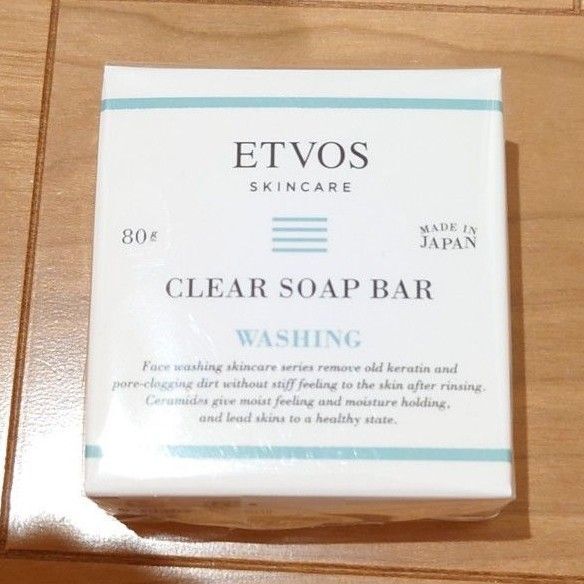 ETVOS
SKINCARE
80g
MADE IN
JAPAN
CLEAR SOAP BAR
WASHING
Face washing skincare series remove old keratin and
pore-clogging dirt without stiff feeling to the skin after rinsing.
Ceramides give moist feeling and moisture holding,
and lead skins to a healthy state.